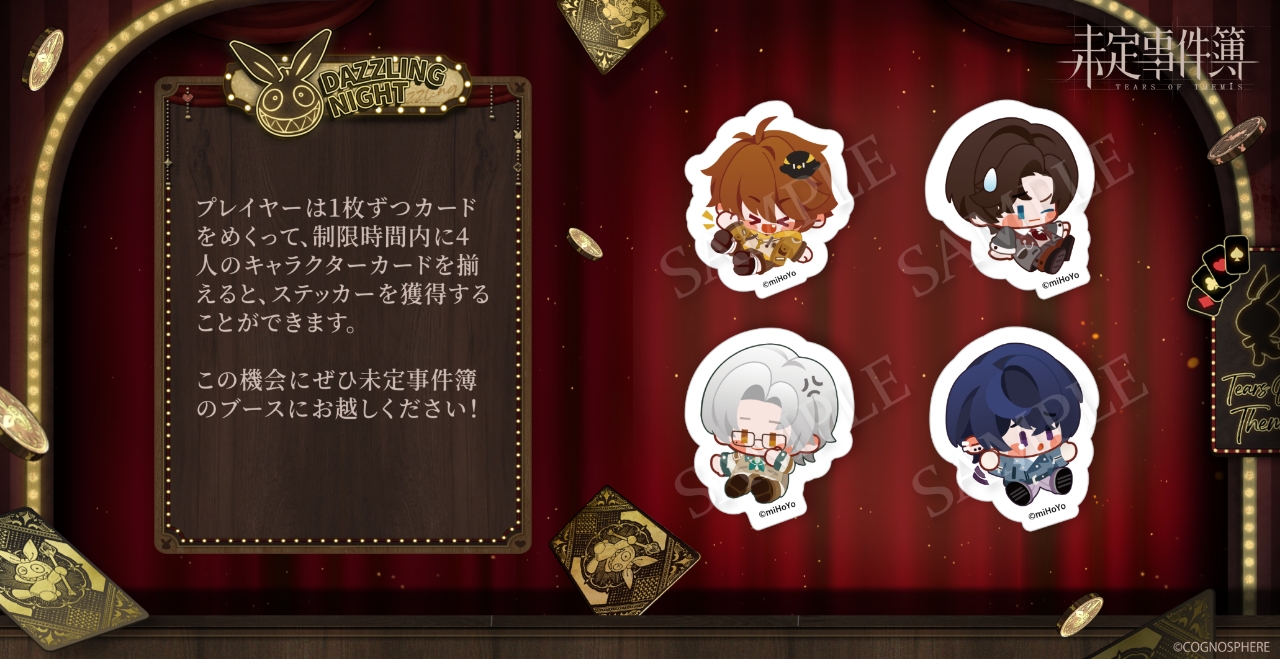 未定事件簿
TEARS OF THEMIS
DAZZLING
NIGHT
プレイヤーは1枚ずつカード
をめくって、制限時間内に4
人のキャラクターカードを揃
えると、ステッカーを獲得する
ことができます。
この機会にぜひ未定事件簿
のブースにお越しください!
SAMPLE
©miHoYo
SAMPLE
©miHoYo
SAMPLE
©miHoYo
SAMPLE
©miHoYo
Tears
Them
©COGNOSPHERE